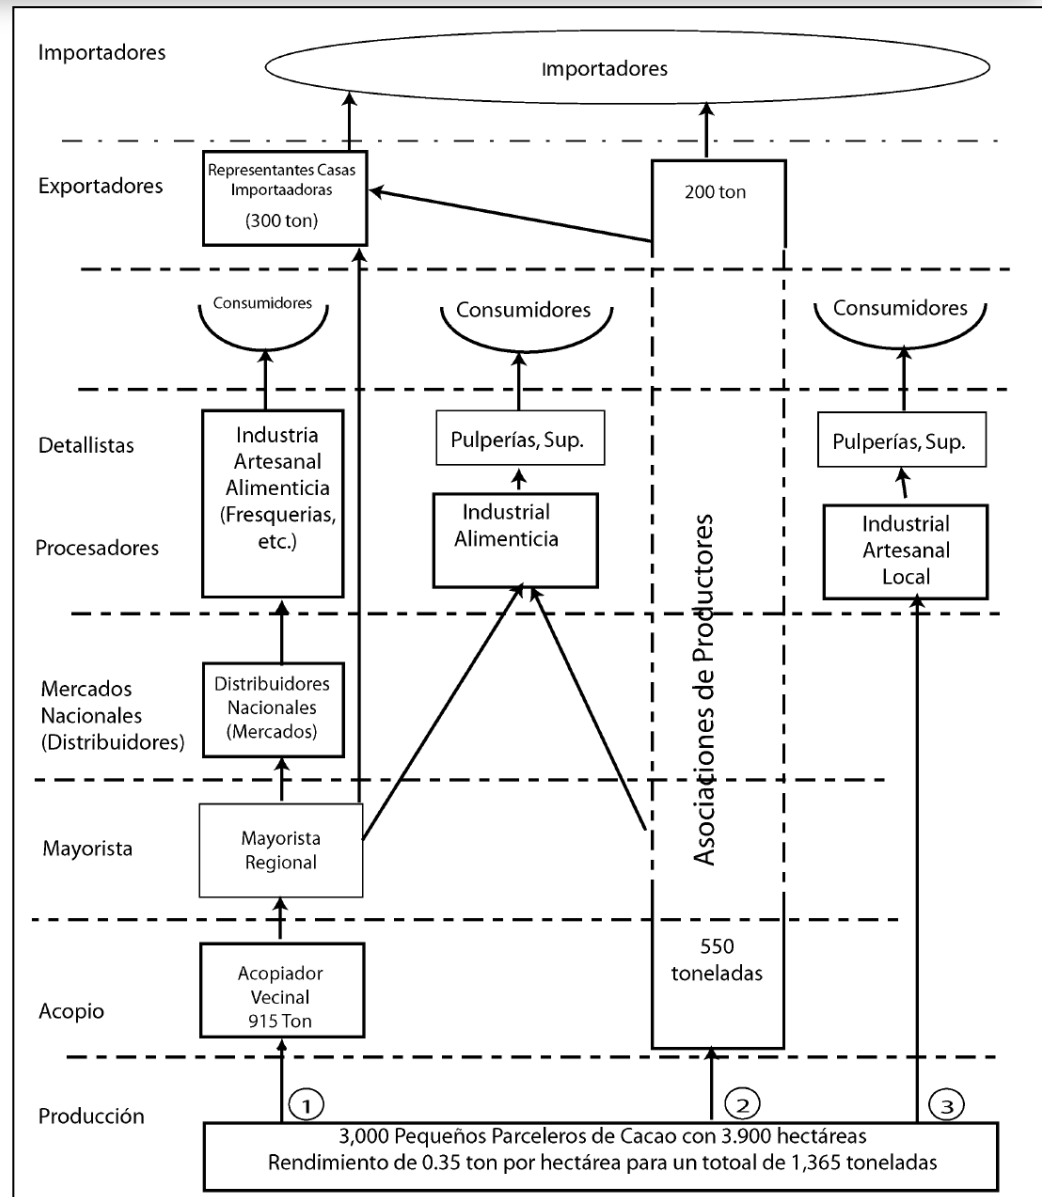 Importadores
Importadores
Exportadores
Representantes Casas
Importaadoras
(300 ton)
200 ton
Consumidores
Consumidores
Consumidores
Detallistas
Industria
Artesanal
Alimenticia
(Fresquerias,
etc.)
Pulperías, Sup.
Pulperías, Sup.
Procesadores
Industrial
Alimenticia
Industrial
Artesanal
Local
Asociaciones de Productores
Mercados
Nacionales
(Distribuidores)
Distribuidores
Nacionales
(Mercados)
Mayorista
Mayorista
Regional
Acopio
Acopiador
Vecinal
915 Ton
550
toneladas
Producción
1
2
3
3,000 Pequeños Parceleros de Cacao con 3.900 hectáreas
Rendimiento de 0.35 ton por hectárea para un totoal de 1,365 toneladas